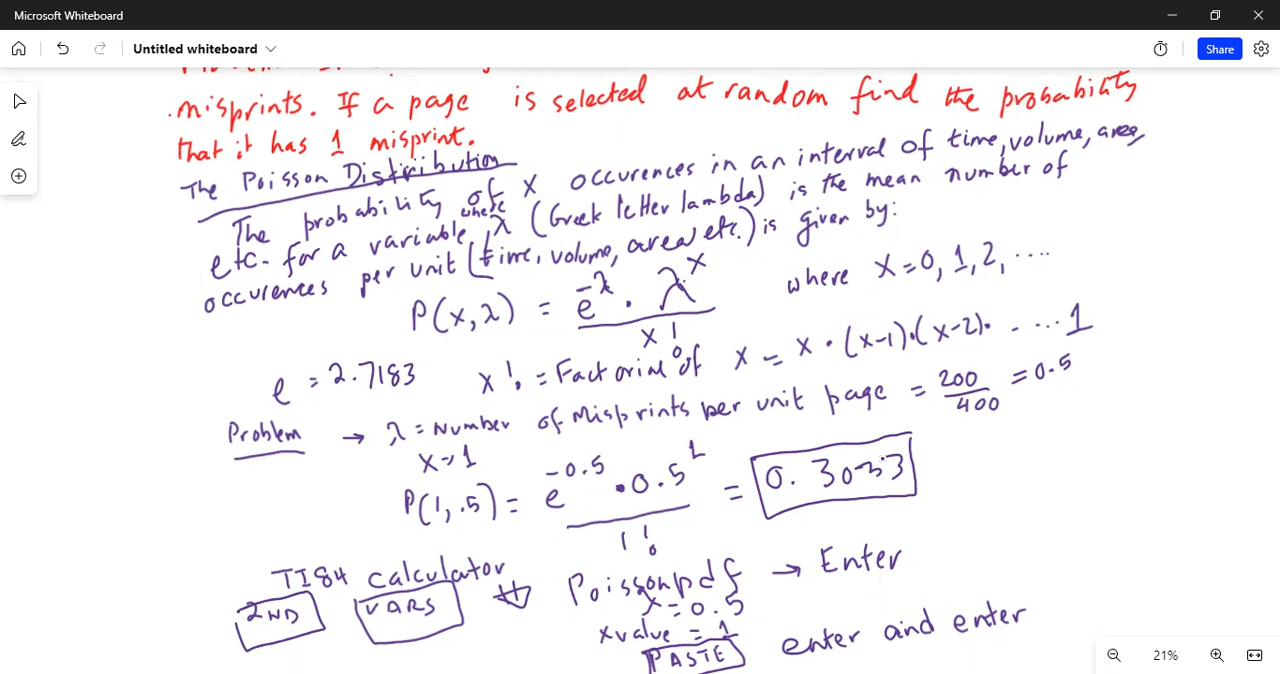 Microsoft Whiteboard
Untitled whiteboard
Share
misprints. If a page is selected at random find the probability
that it has 1 misprint.
The Poisson Distribution
The probability of X occurences in an interval of time, volume, area,
etc. for a variable, where λ (Greek letter lambda) is the mean number of
occurences per unit (time, volume, area etc.) is given by:
P(x,λ) = e^-λ · λ^x / x! where X=0, 1, 2, ....
e = 2.7183 x! = Factorial of x = x · (x-1)·(x-2)· .....1
Problem → λ = Number of Misprints per unit page = 200/400 = 0.5
X→1
P(1, .5) = e^-0.5 · 0.5^1 / 1! = 0.3033
TI84 calculator
2ND VARS Poissonpdf → Enter
λ=0.5
x value = 1
PASTE enter and enter
21%